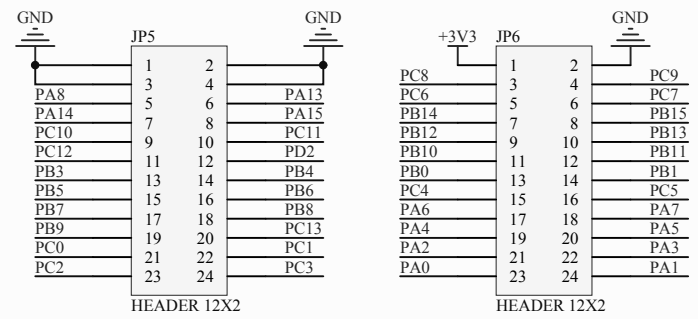 GND GND +3V3 GND
JP5 JP6
1 2 1 2
3 4 PC8 3 4 PC9
PA8 5 6 PA13 PC6 5 6 PC7
PA14 7 8 PA15 PB14 7 8 PB15
PC10 9 10 PC11 PB12 9 10 PB13
PC12 11 12 PD2 PB10 11 12 PB11
PB3 13 14 PB4 PB0 13 14 PB1
PB5 15 16 PB6 PC4 15 16 PC5
PB7 17 18 PB8 PA6 17 18 PA7
PB9 19 20 PC13 PA4 19 20 PA5
PC0 21 22 PC1 PA2 21 22 PA3
PC2 23 24 PC3 PA0 23 24 PA1
HEADER 12X2 HEADER 12X2